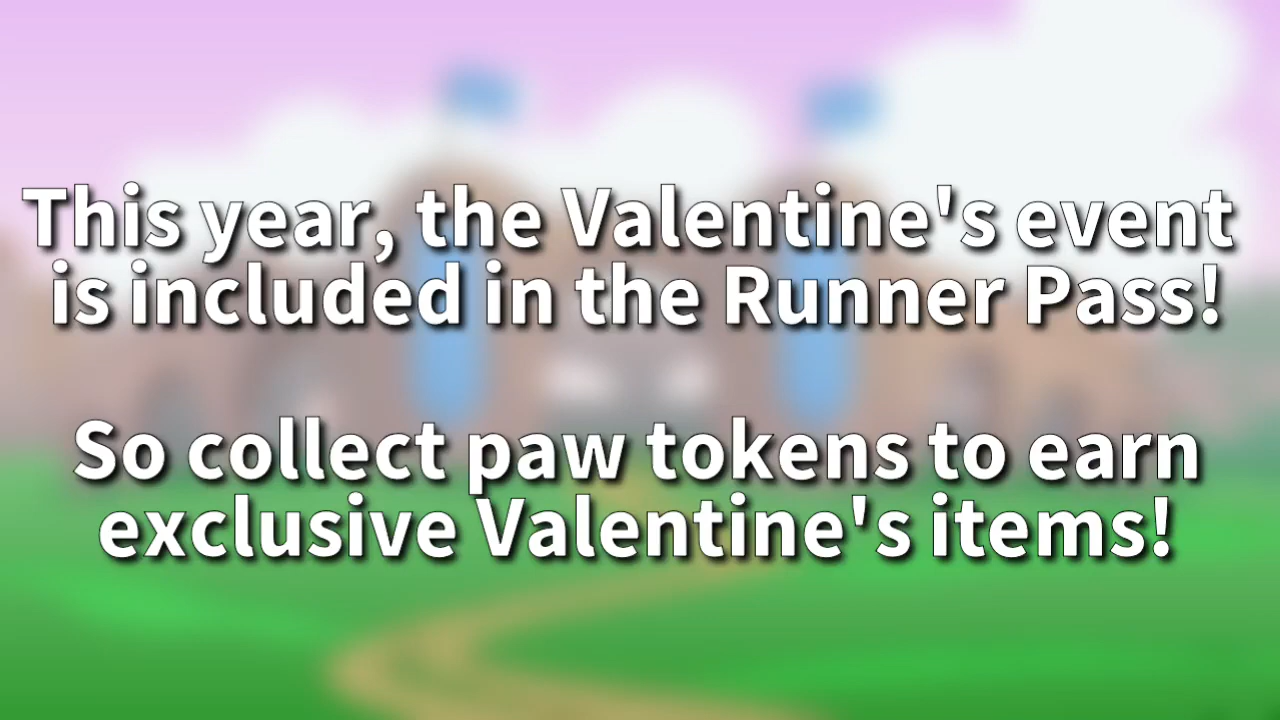 This year, the Valentine's event
is included in the Runner Pass!
So collect paw tokens to earn
exclusive Valentine's items!